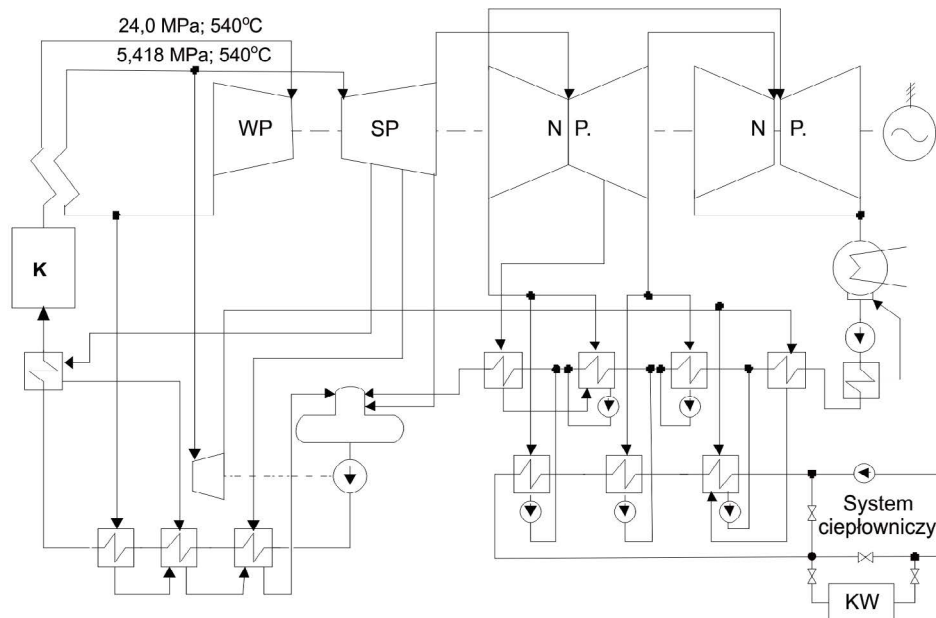 24,0 MPa; 540°C
5,418 MPa; 540°C
WP
SP
N P.
N P.
K
System
ciepłowniczy
KW